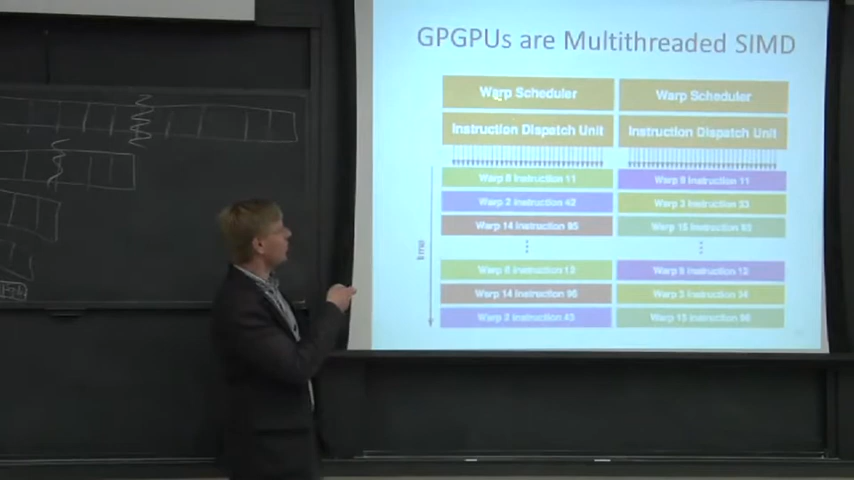 GPGPUs are Multithreaded SIMD
Warp Scheduler Warp Scheduler
Instruction Dispatch Unit Instruction Dispatch Unit
Warp 8 Instruction 11 Warp 9 Instruction 11
Warp 2 Instruction 42 Warp 3 Instruction 33
Warp 14 Instruction 95 Warp 15 Instruction 95
time
Warp 8 Instruction 12 Warp 9 Instruction 12
Warp 14 Instruction 96 Warp 3 Instruction 34
Warp 2 Instruction 43 Warp 15 Instruction 96